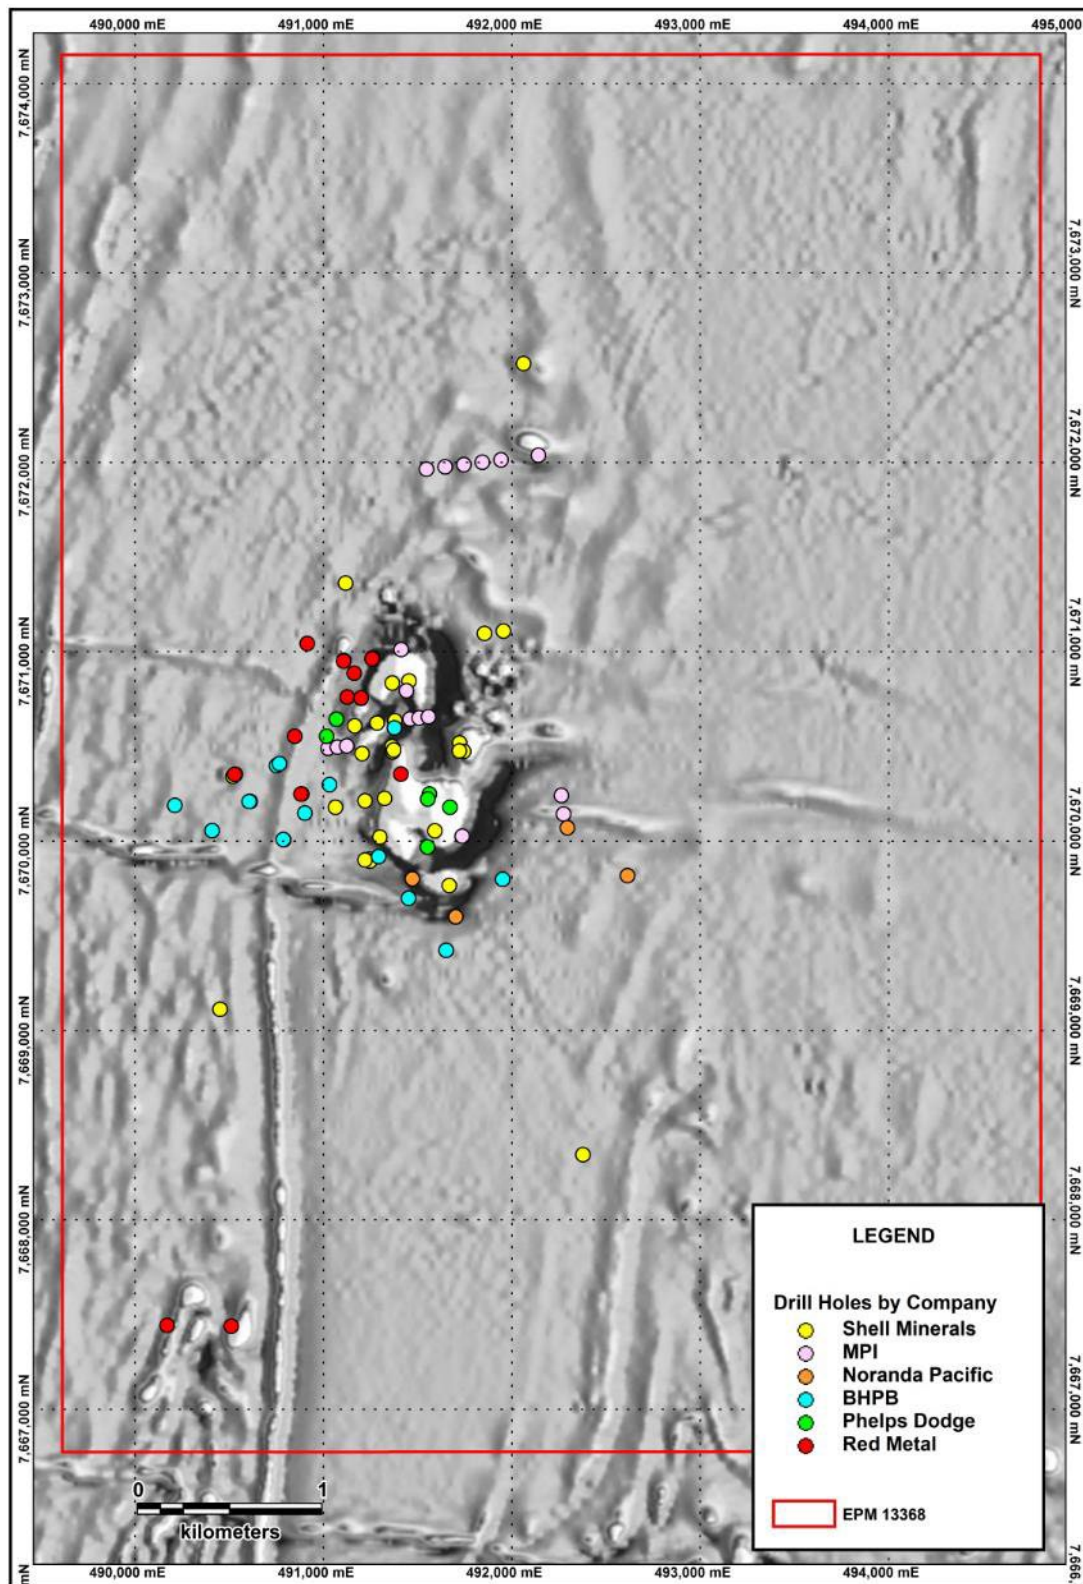 490,000 mE
491,000 mE
492,000 mE
493,000 mE
494,000 mE
495,000
7,674,000 mN
7,673,000 mN
7,672,000 mN
7,671,000 mN
7,670,000 mN
7,669,000 mN
7,668,000 mN
7,667,000 mN
mN
7,673,000 mN
7,672,000 mN
7,671,000 mN
7,670,000 mN
7,669,000 mN
7,668,000 mN
7,667,000 mN
7,666,
LEGEND
Drill Holes by Company
Shell Minerals
MPI
Noranda Pacific
BHPB
Phelps Dodge
Red Metal
EPM 13368
0 1
kilometers
490,000 mE
491,000 mE
492,000 mE
493,000 mE
494,000 mE